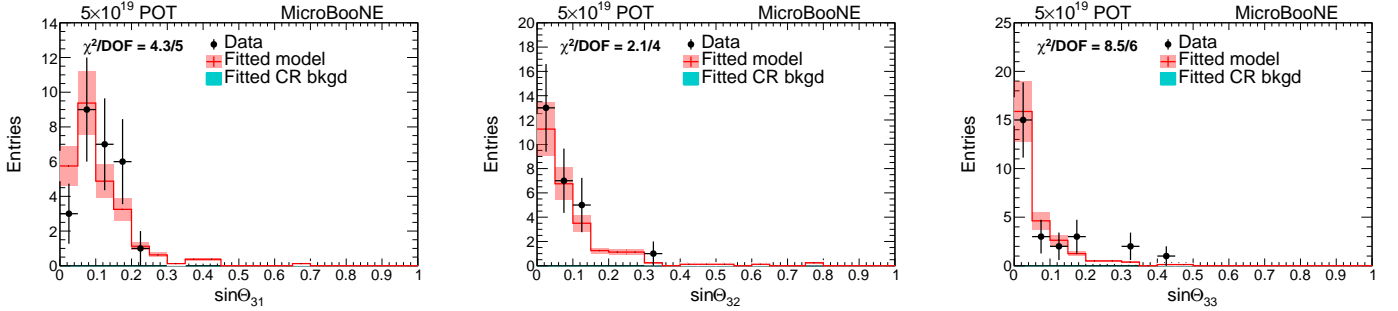 5×10¹⁹ POT MicroBooNE
χ²/DOF = 4.3/5
Data
Fitted model
Fitted CR bkgd
Entries
14
12
10
8
6
4
2
0
0 0.1 0.2 0.3 0.4 0.5 0.6 0.7 0.8 0.9 1
sinΘ₃₁
5×10¹⁹ POT MicroBooNE
χ²/DOF = 2.1/4
Data
Fitted model
Fitted CR bkgd
Entries
20
18
16
14
12
10
8
6
4
2
0
0 0.1 0.2 0.3 0.4 0.5 0.6 0.7 0.8 0.9 1
sinΘ₃₂
5×10¹⁹ POT MicroBooNE
χ²/DOF = 8.5/6
Data
Fitted model
Fitted CR bkgd
Entries
25
20
15
10
5
0
0 0.1 0.2 0.3 0.4 0.5 0.6 0.7 0.8 0.9 1
sinΘ₃₃